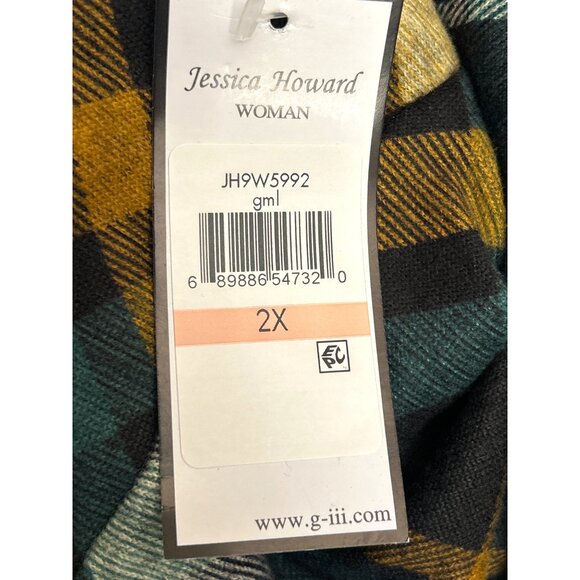 Jessica Howard
WOMAN
JH9W5992
gml
6 89886 54732 0
2X
EPC
www.g-iii.com